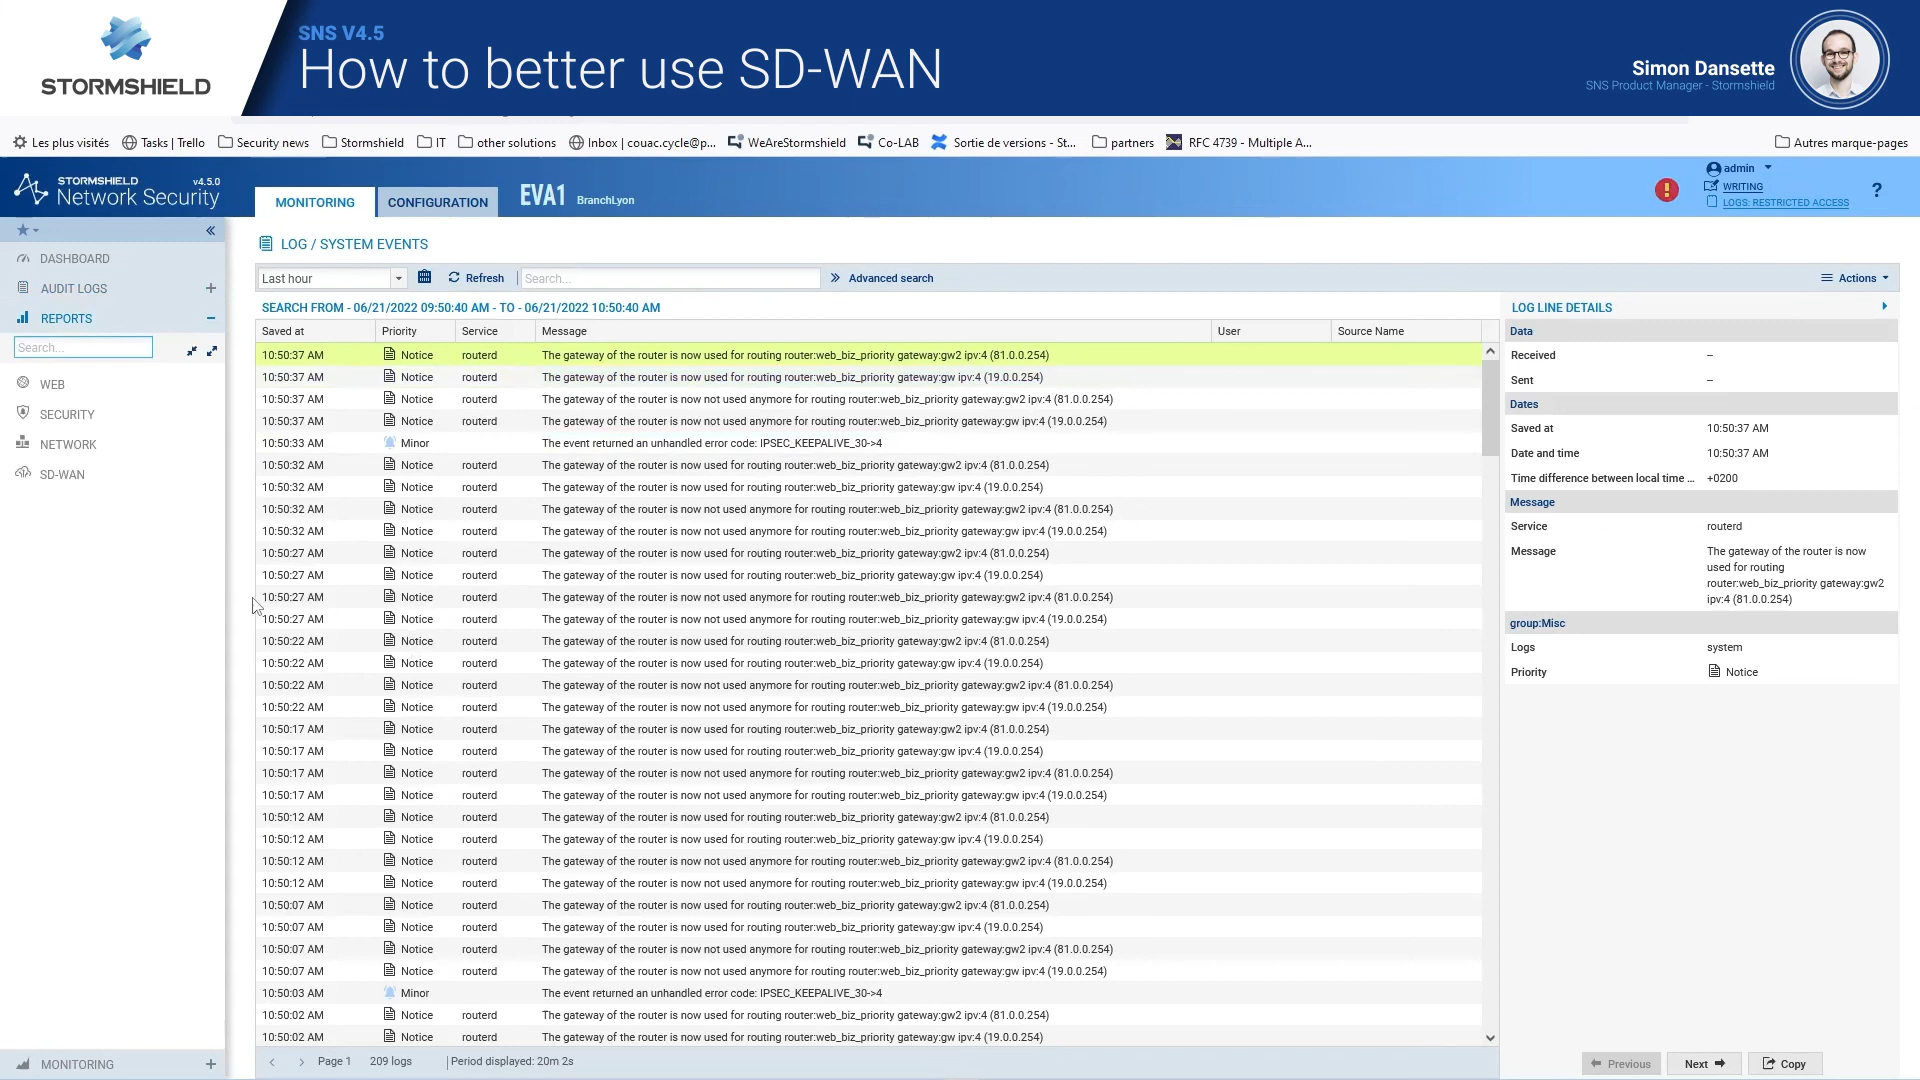 STORMSHIELD
SNS V4.5
How to better use SD-WAN
Simon Dansette
SNS Product Manager - Stormshield
Les plus visités Tasks | Trello Security news Stormshield IT other solutions Inbox | couac.cycle@p... WeAreStormshield Co-LAB Sortie de versions - St... partners RFC 4739 - Multiple A... Autres marque-pages
STORMSHIELD v4.5.0
Network Security
MONITORING CONFIGURATION EVA1 BranchLyon
admin
WRITING
LOGS: RESTRICTED ACCESS
?
DASHBOARD
AUDIT LOGS
REPORTS
Search...
WEB
SECURITY
NETWORK
SD-WAN
MONITORING
LOG / SYSTEM EVENTS
Last hour Refresh Search... Advanced search Actions
SEARCH FROM - 06/21/2022 09:50:40 AM - TO - 06/21/2022 10:50:40 AM
Saved at Priority Service Message User Source Name
10:50:37 AM Notice routerd The gateway of the router is now used for routing router:web_biz_priority gateway:gw2 ipv:4 (81.0.0.254)
10:50:37 AM Notice routerd The gateway of the router is now used for routing router:web_biz_priority gateway:gw ipv:4 (19.0.0.254)
10:50:37 AM Notice routerd The gateway of the router is now not used anymore for routing router:web_biz_priority gateway:gw2 ipv:4 (81.0.0.254)
10:50:37 AM Notice routerd The gateway of the router is now not used anymore for routing router:web_biz_priority gateway:gw ipv:4 (19.0.0.254)
10:50:33 AM Minor The event returned an unhandled error code: IPSEC_KEEPALIVE_30->4
10:50:32 AM Notice routerd The gateway of the router is now used for routing router:web_biz_priority gateway:gw2 ipv:4 (81.0.0.254)
10:50:32 AM Notice routerd The gateway of the router is now used for routing router:web_biz_priority gateway:gw ipv:4 (19.0.0.254)
10:50:32 AM Notice routerd The gateway of the router is now not used anymore for routing router:web_biz_priority gateway:gw2 ipv:4 (81.0.0.254)
10:50:32 AM Notice routerd The gateway of the router is now not used anymore for routing router:web_biz_priority gateway:gw ipv:4 (19.0.0.254)
10:50:27 AM Notice routerd The gateway of the router is now used for routing router:web_biz_priority gateway:gw2 ipv:4 (81.0.0.254)
10:50:27 AM Notice routerd The gateway of the router is now used for routing router:web_biz_priority gateway:gw ipv:4 (19.0.0.254)
10:50:27 AM Notice routerd The gateway of the router is now not used anymore for routing router:web_biz_priority gateway:gw2 ipv:4 (81.0.0.254)
10:50:27 AM Notice routerd The gateway of the router is now not used anymore for routing router:web_biz_priority gateway:gw ipv:4 (19.0.0.254)
10:50:22 AM Notice routerd The gateway of the router is now used for routing router:web_biz_priority gateway:gw2 ipv:4 (81.0.0.254)
10:50:22 AM Notice routerd The gateway of the router is now used for routing router:web_biz_priority gateway:gw ipv:4 (19.0.0.254)
10:50:22 AM Notice routerd The gateway of the router is now not used anymore for routing router:web_biz_priority gateway:gw2 ipv:4 (81.0.0.254)
10:50:22 AM Notice routerd The gateway of the router is now not used anymore for routing router:web_biz_priority gateway:gw ipv:4 (19.0.0.254)
10:50:17 AM Notice routerd The gateway of the router is now used for routing router:web_biz_priority gateway:gw2 ipv:4 (81.0.0.254)
10:50:17 AM Notice routerd The gateway of the router is now used for routing router:web_biz_priority gateway:gw ipv:4 (19.0.0.254)
10:50:17 AM Notice routerd The gateway of the router is now not used anymore for routing router:web_biz_priority gateway:gw2 ipv:4 (81.0.0.254)
10:50:17 AM Notice routerd The gateway of the router is now not used anymore for routing router:web_biz_priority gateway:gw ipv:4 (19.0.0.254)
10:50:12 AM Notice routerd The gateway of the router is now used for routing router:web_biz_priority gateway:gw2 ipv:4 (81.0.0.254)
10:50:12 AM Notice routerd The gateway of the router is now used for routing router:web_biz_priority gateway:gw ipv:4 (19.0.0.254)
10:50:12 AM Notice routerd The gateway of the router is now not used anymore for routing router:web_biz_priority gateway:gw2 ipv:4 (81.0.0.254)
10:50:12 AM Notice routerd The gateway of the router is now not used anymore for routing router:web_biz_priority gateway:gw ipv:4 (19.0.0.254)
10:50:07 AM Notice routerd The gateway of the router is now used for routing router:web_biz_priority gateway:gw2 ipv:4 (81.0.0.254)
10:50:07 AM Notice routerd The gateway of the router is now used for routing router:web_biz_priority gateway:gw ipv:4 (19.0.0.254)
10:50:07 AM Notice routerd The gateway of the router is now not used anymore for routing router:web_biz_priority gateway:gw2 ipv:4 (81.0.0.254)
10:50:07 AM Notice routerd The gateway of the router is now not used anymore for routing router:web_biz_priority gateway:gw ipv:4 (19.0.0.254)
10:50:03 AM Minor The event returned an unhandled error code: IPSEC_KEEPALIVE_30->4
10:50:02 AM Notice routerd The gateway of the router is now used for routing router:web_biz_priority gateway:gw2 ipv:4 (81.0.0.254)
10:50:02 AM Notice routerd The gateway of the router is now used for routing router:web_biz_priority gateway:gw ipv:4 (19.0.0.254)
Page 1 209 logs Period displayed: 20m 2s
LOG LINE DETAILS
Data
Received --
Sent --
Dates
Saved at 10:50:37 AM
Date and time 10:50:37 AM
Time difference between local time ... +0200
Message
Service routerd
Message The gateway of the router is now
used for routing
router:web_biz_priority gateway:gw2
ipv:4 (81.0.0.254)
group:Misc
Logs system
Priority Notice
Previous Next Copy